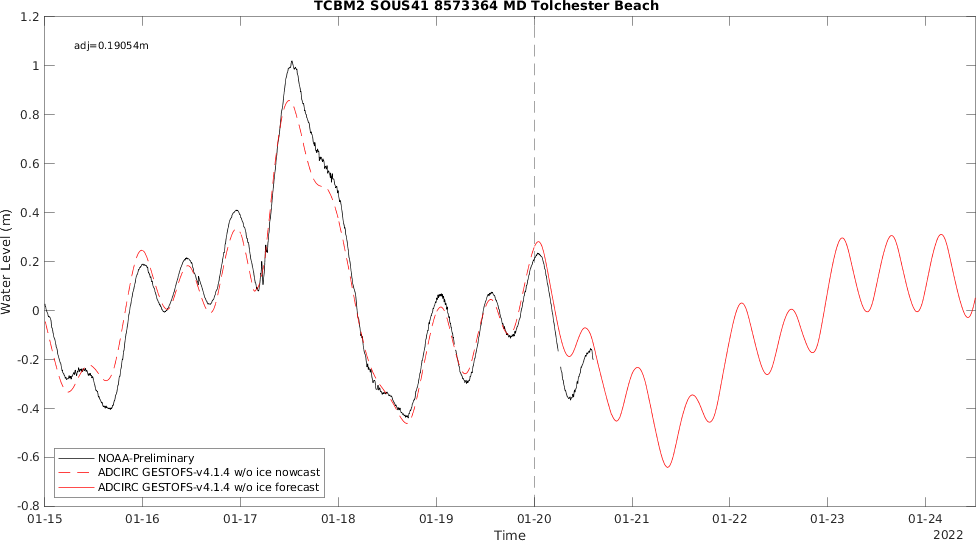 TCBM2 SOUS41 8573364 MD Tolchester Beach
1.2
adj=0.19054m
1
0.8
0.6
0.4
0.2
0
-0.2
-0.4
-0.6
-0.8
Water Level (m)
NOAA-Preliminary
ADCIRC GESTOFS-v4.1.4 w/o ice nowcast
ADCIRC GESTOFS-v4.1.4 w/o ice forecast
01-15 01-16 01-17 01-18 01-19 01-20 01-21 01-22 01-23 01-24
Time
2022